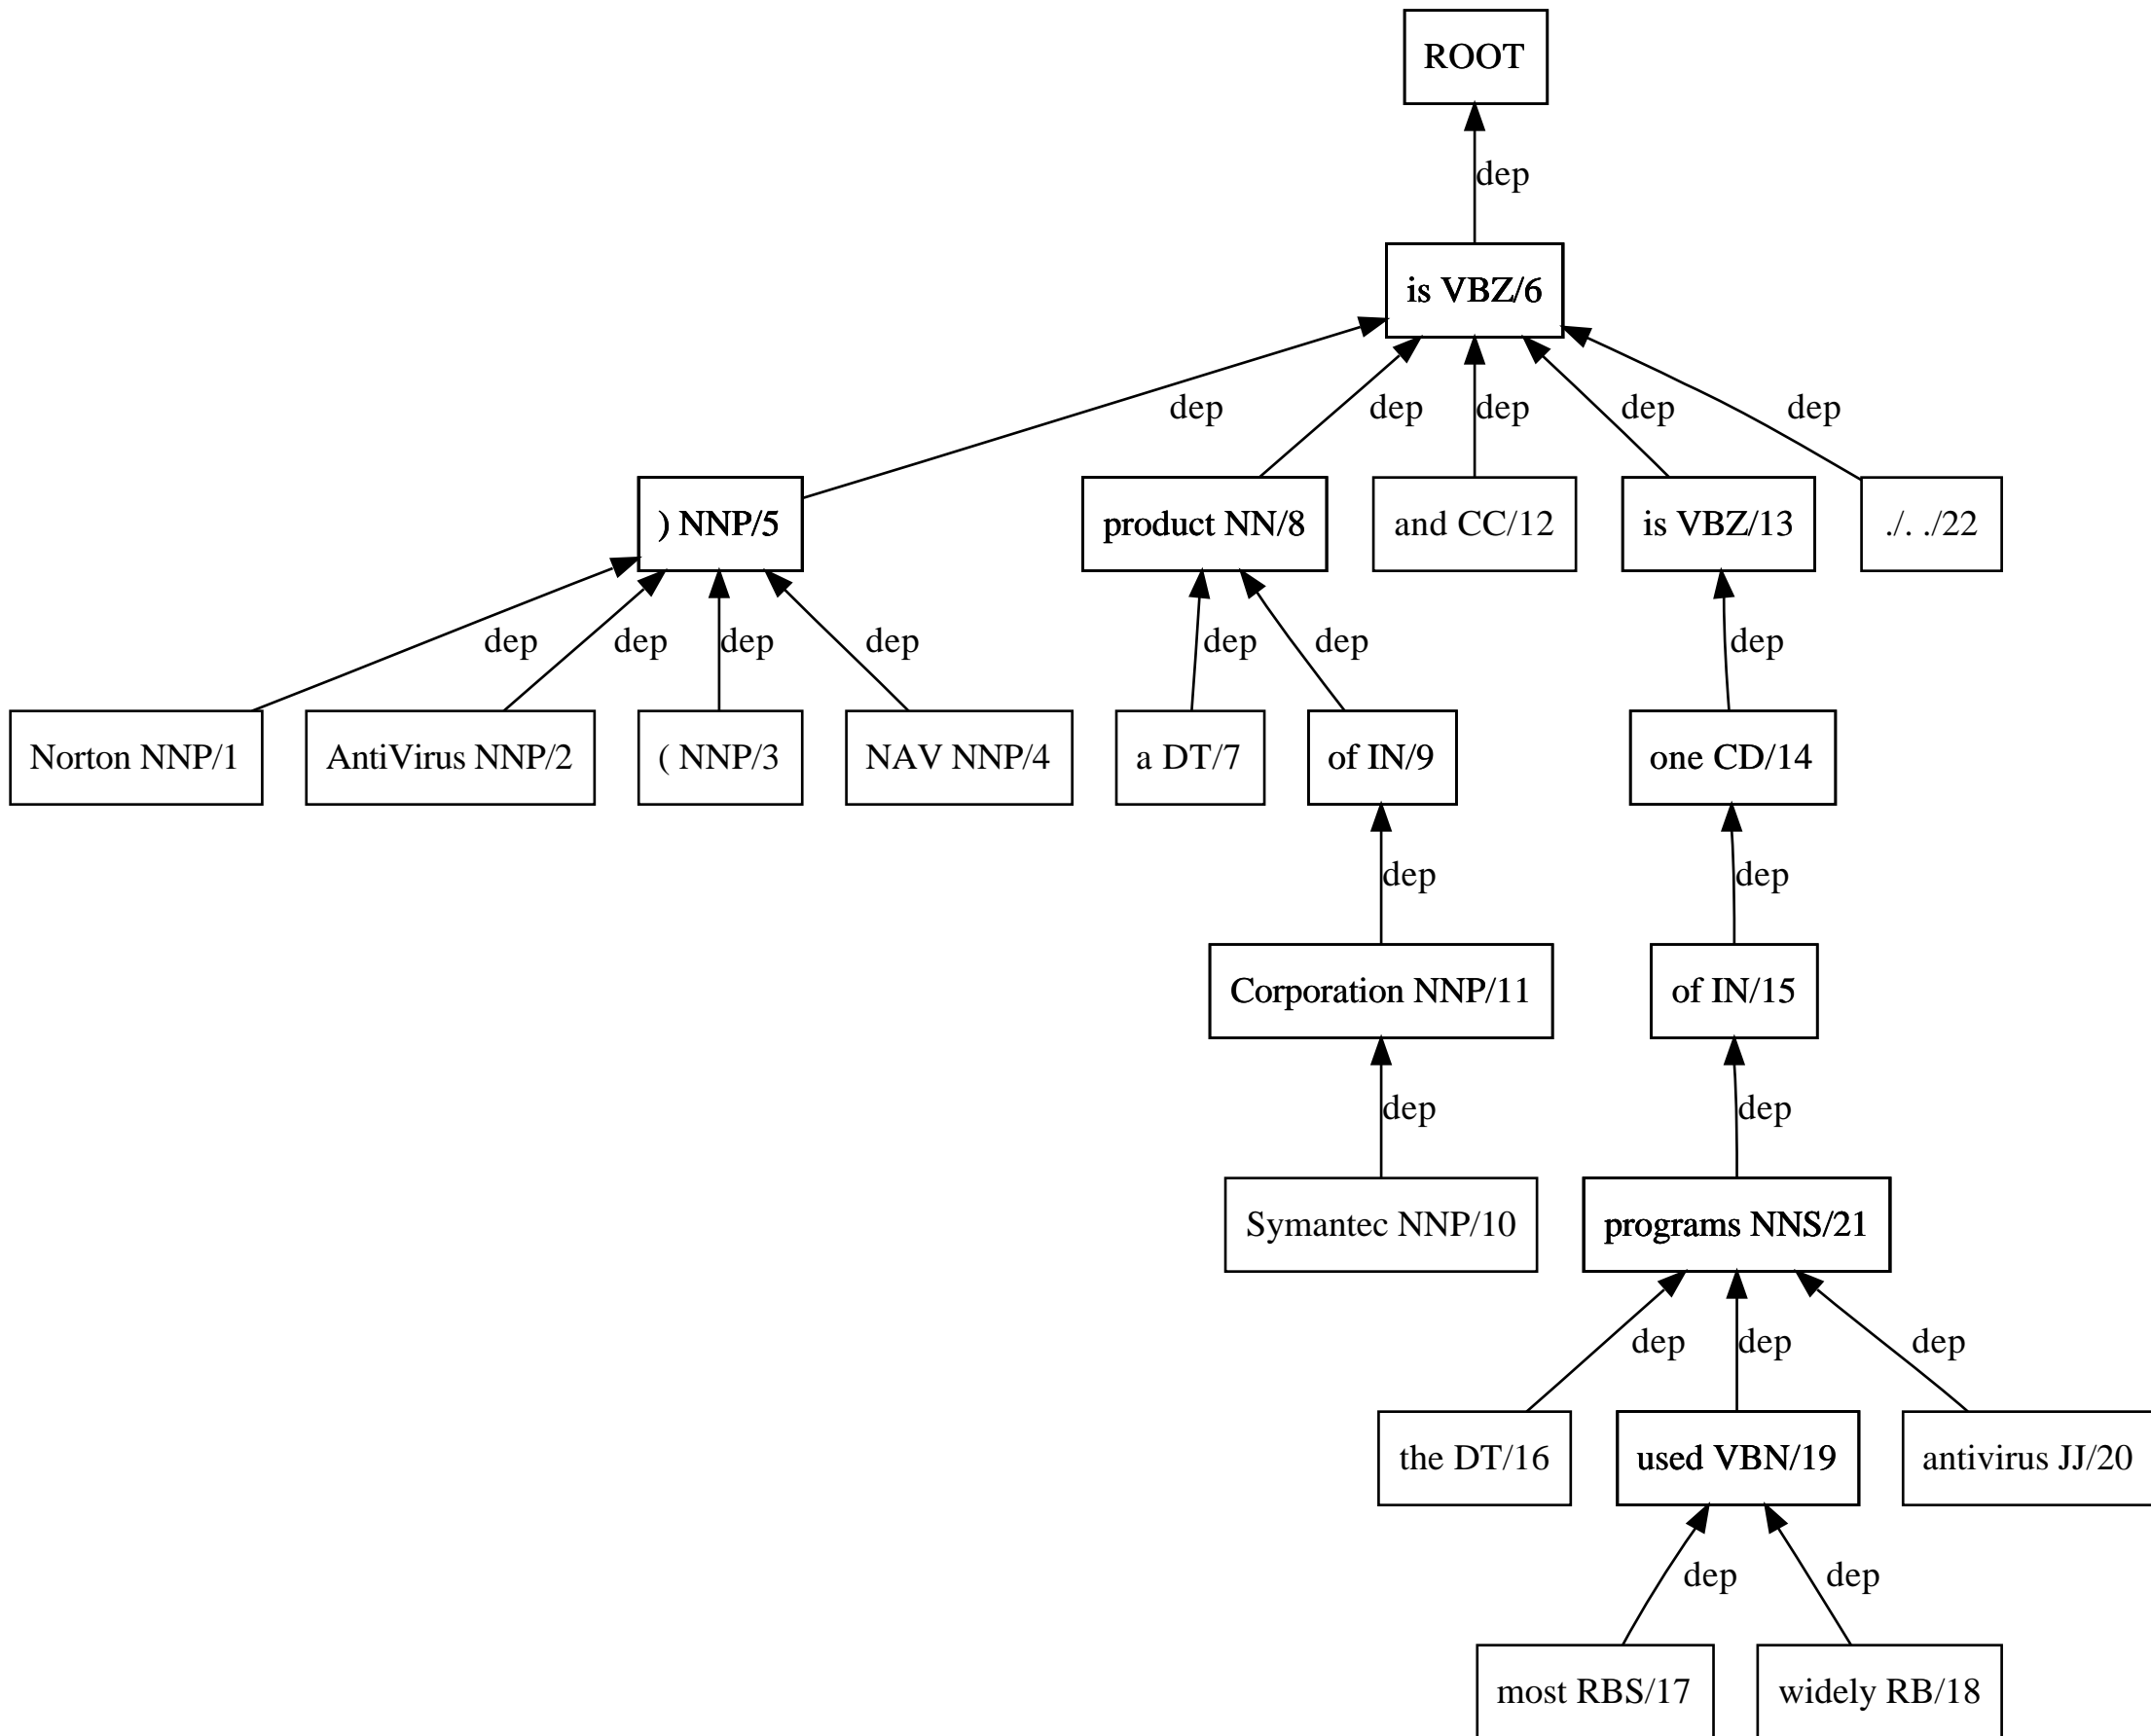 ROOT
dep
is VBZ/6
dep dep dep dep dep
) NNP/5 product NN/8 and CC/12 is VBZ/13 ./. ./22
dep dep dep dep dep dep dep
Norton NNP/1 AntiVirus NNP/2 ( NNP/3 NAV NNP/4 a DT/7 of IN/9 one CD/14
dep dep
Corporation NNP/11 of IN/15
dep dep
Symantec NNP/10 programs NNS/21
dep dep dep
the DT/16 used VBN/19 antivirus JJ/20
dep dep
most RBS/17 widely RB/18